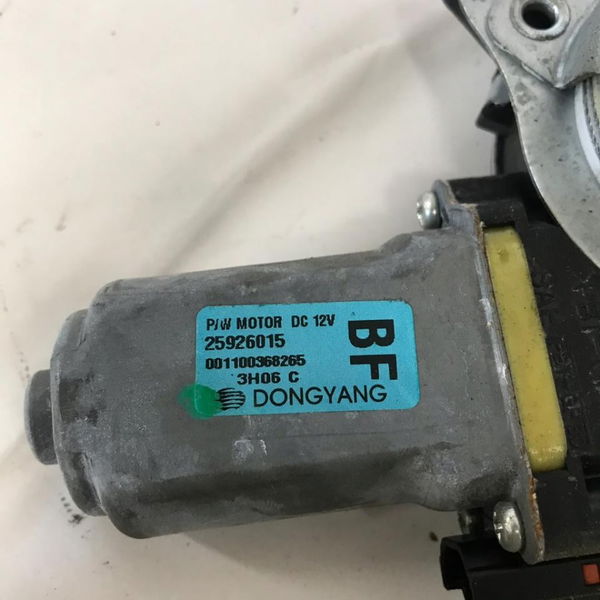 P/W MOTOR DC 12V
25926015
001100368265
3H06 C
DONGYANG
BF